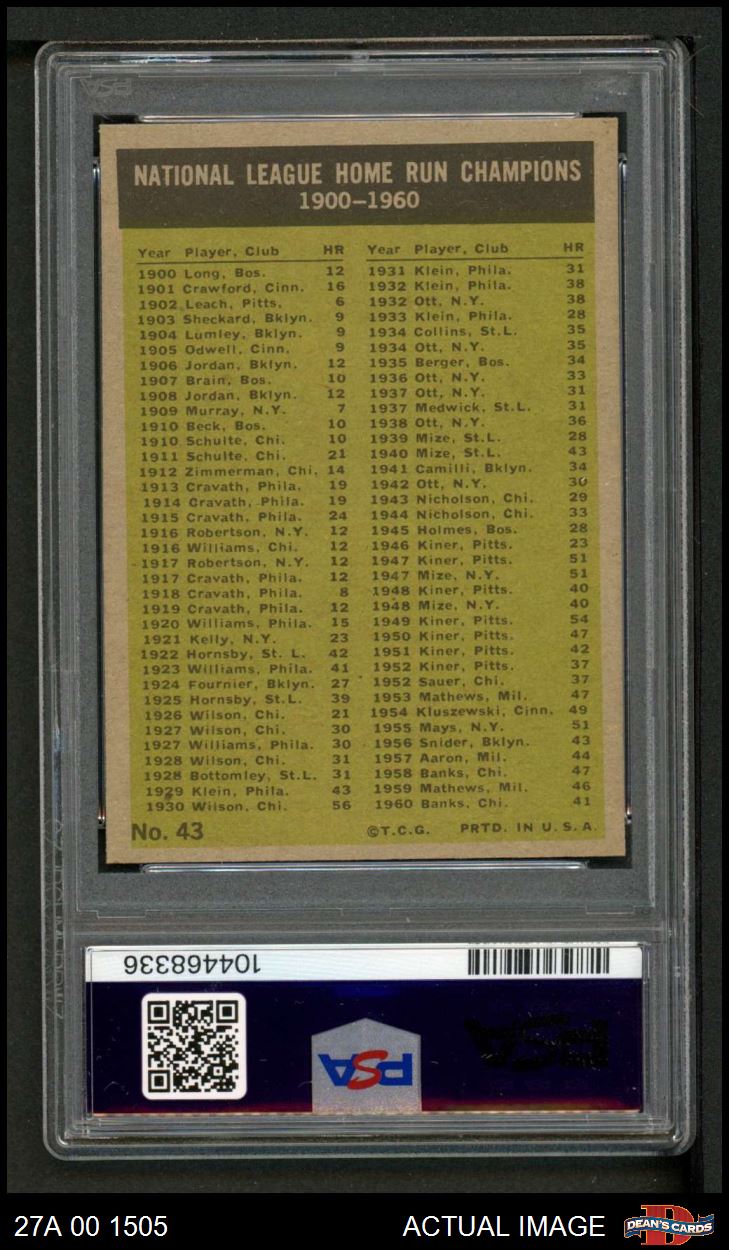 NATIONAL LEAGUE HOME RUN CHAMPIONS
1900–1960
Year Player, Club HR
1900 Long, Bos. 12
1901 Crawford, Cinn. 16
1902 Leach, Pitts, 6
1903 Sheckard, Bklyn. 9
1904 Lumley, Bklyn. 9
1905 Odwell, Cinn. 9
1906 Jordan, Bklyn. 12
1907 Brain, Bos. 10
1908 Jordan, Bklyn. 12
1909 Murray, N.Y. 7
1910 Beck, Bos. 10
1910 Schulte, Chi. 10
1911 Schulte, Chi. 21
1912 Zimmerman, Chi. 14
1913 Cravath, Phila. 19
1914 Cravath, Phila. 19
1915 Cravath, Phila. 24
1916 Robertson, N.Y. 12
1916 Williams, Chi. 12
1917 Robertson, N.Y. 12
1917 Cravath, Phila. 12
1918 Cravath, Phila. 8
1919 Cravath, Phila. 12
1920 Williams, Phila. 15
1921 Kelly, N.Y. 23
1922 Hornsby, St. L. 42
1923 Williams, Phila. 41
1924 Fournier, Bklyn. 27
1925 Hornsby, St.L. 39
1926 Wilson, Chi. 21
1927 Wilson, Chi. 30
1927 Williams, Phila. 30
1928 Wilson, Chi. 31
1928 Bottomley, St.L. 31
1929 Klein, Phila. 43
1930 Wilson, Chi. 56
Year Player, Club HR
1931 Klein, Phila. 31
1932 Klein, Phila. 38
1932 Ott, N.Y. 38
1933 Klein, Phila. 28
1934 Collins, St.L. 35
1934 Ott, N.Y. 35
1935 Berger, Bos. 34
1936 Ott, N.Y. 33
1937 Ott, N.Y. 31
1937 Medwick, St.L. 31
1938 Ott, N.Y. 36
1939 Mize, St.L. 28
1940 Mize, St.L. 43
1941 Camilli, Bklyn. 34
1942 Ott, N.Y. 30
1943 Nicholson, Chi. 29
1944 Nicholson, Chi. 33
1945 Holmes, Bos. 28
1946 Kiner, Pitts. 23
1947 Kiner, Pitts. 51
1947 Mize, N.Y. 51
1948 Kiner, Pitts. 40
1948 Mize, N.Y. 40
1949 Kiner, Pitts. 54
1950 Kiner, Pitts. 47
1951 Kiner, Pitts. 42
1952 Kiner, Pitts. 37
1952 Sauer, Chi. 37
1953 Mathews, Mil. 47
1954 Kluszewski, Cinn. 49
1955 Mays, N.Y. 51
1956 Snider, Bklyn. 43
1957 Aaron, Mil. 44
1958 Banks, Chi. 47
1959 Mathews, Mil. 46
1960 Banks, Chi. 41
No. 43 ©T.C.G. PRTD. IN U.S.A.
104468336
PSA PSA
27A 00 1505 ACTUAL IMAGE DEAN'S CARDS